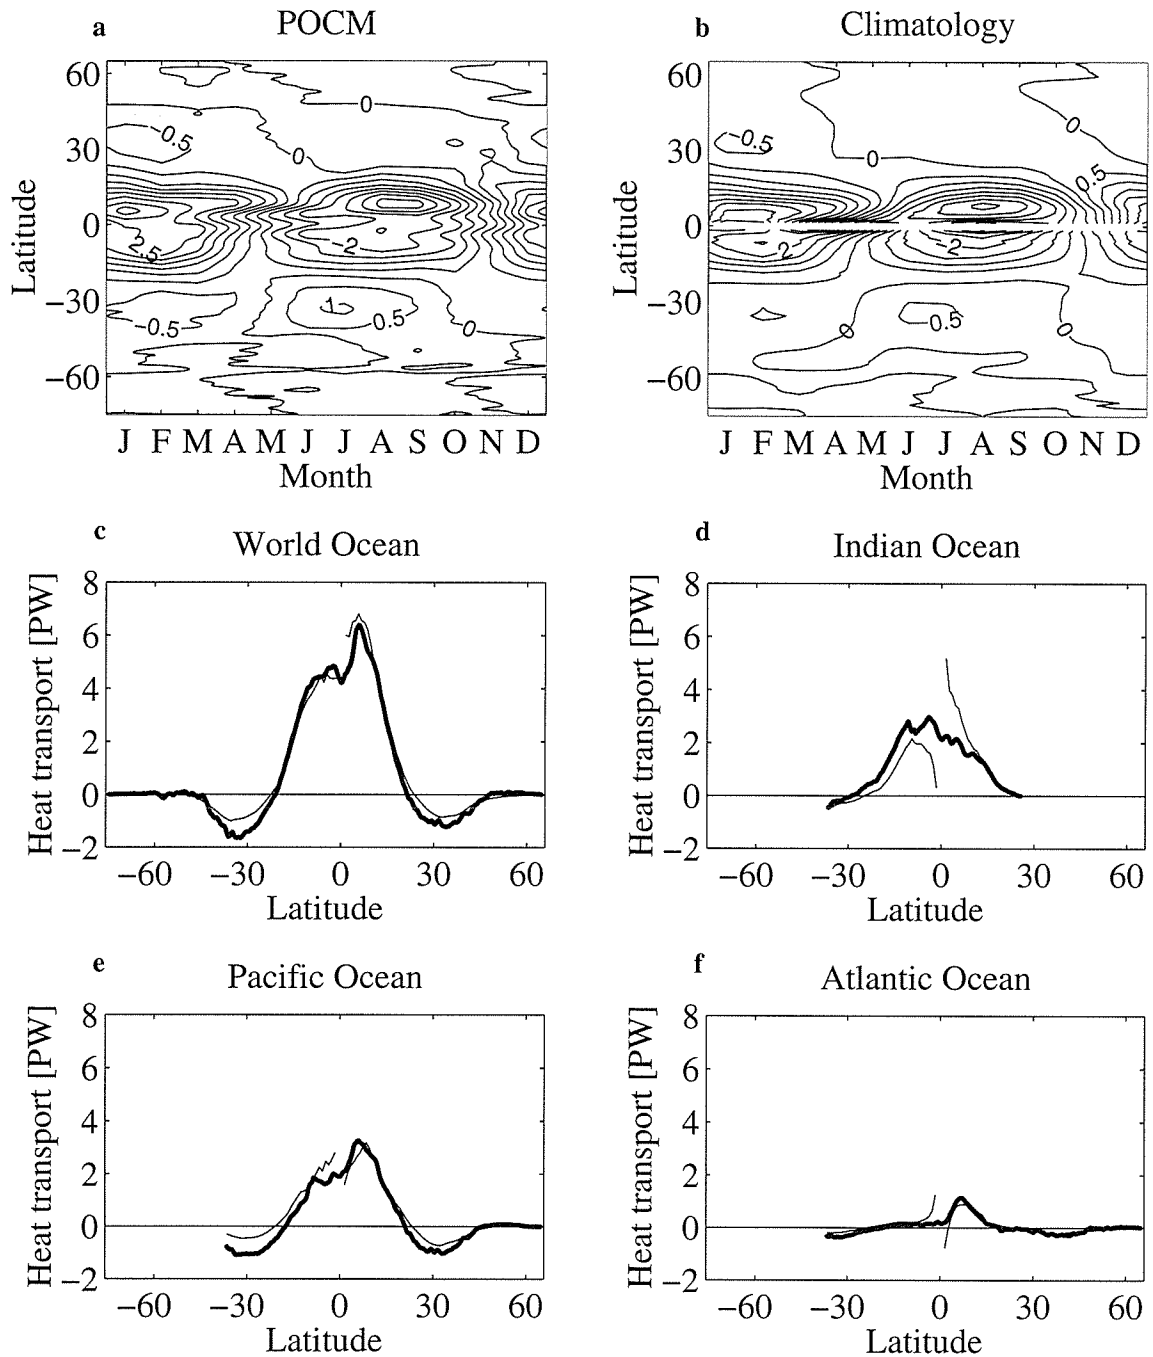 a POCM
b Climatology
Latitude
60
30
0
−30
−60
0
−0.5
0
2.5
−2
1
−0.5
0.5
0
J F M A M J J A S O N D
Month
Latitude
60
30
0
−30
−60
−0.5
0
0
0.5
−2
−2
0
0.5
0
J F M A M J J A S O N D
Month
c World Ocean
Heat transport [PW]
8
6
4
2
0
−2
−60 −30 0 30 60
Latitude
d Indian Ocean
Heat transport [PW]
8
6
4
2
0
−2
−60 −30 0 30 60
Latitude
e Pacific Ocean
Heat transport [PW]
8
6
4
2
0
−2
−60 −30 0 30 60
Latitude
f Atlantic Ocean
Heat transport [PW]
8
6
4
2
0
−2
−60 −30 0 30 60
Latitude